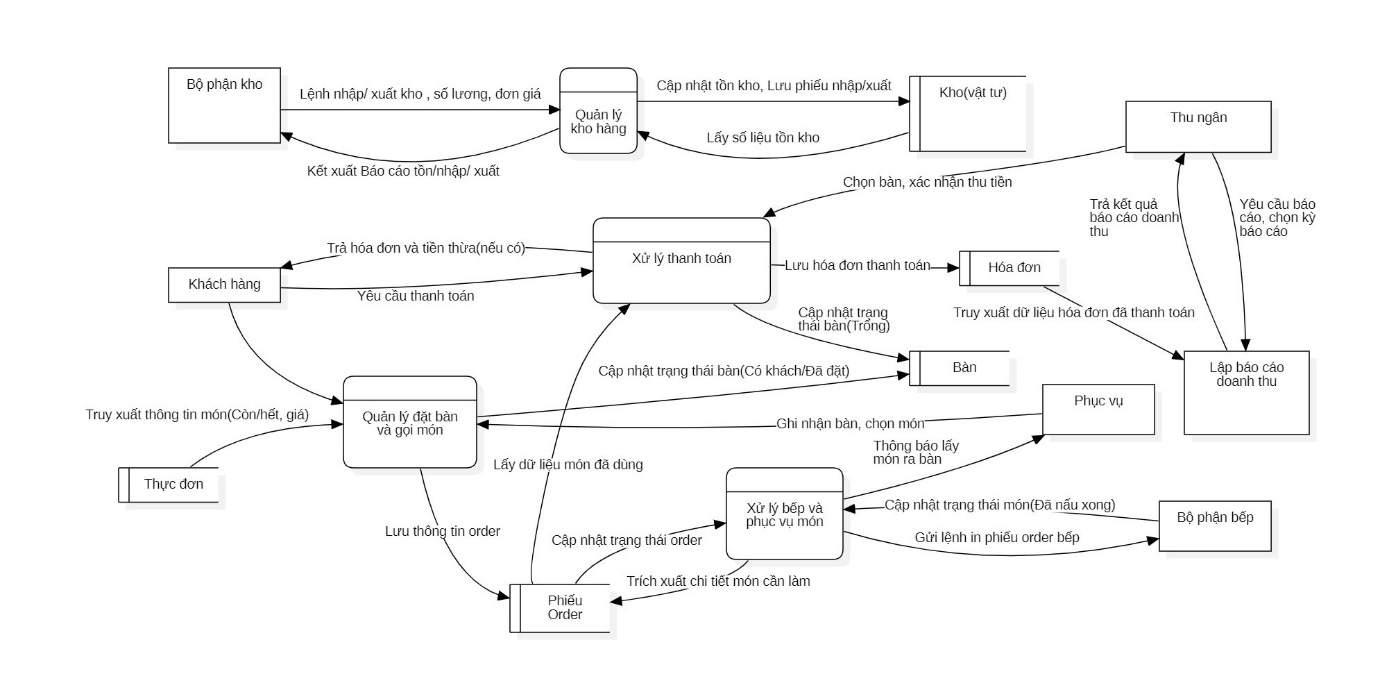 Bộ phận kho
Lệnh nhập/ xuất kho , số lương, đơn giá
Quản lý
kho hàng
Cập nhật tồn kho, Lưu phiếu nhập/xuất
Kho(vật tư)
Lấy số liệu tồn kho
Kết xuất Báo cáo tồn/nhập/ xuất
Thu ngân
Chọn bàn, xác nhận thu tiền
Trả kết quả
báo cáo doanh
thu
Yêu cầu báo
cáo, chọn kỳ
báo cáo
Trả hóa đơn và tiền thừa(nếu có)
Xử lý thanh toán
Lưu hóa đơn thanh toán
Hóa đơn
Khách hàng
Yêu cầu thanh toán
Cập nhật trạng
thái bàn(Trống)
Truy xuất dữ liệu hóa đơn đã thanh toán
Cập nhật trạng thái bàn(Có khách/Đã đặt)
Bàn
Lập báo cáo
doanh thu
Truy xuất thông tin món(Còn/hết, giá)
Quản lý đặt bàn
và gọi món
Ghi nhận bàn, chọn món
Phục vụ
Thông báo lấy
món ra bàn
Thực đơn
Lấy dữ liệu món đã dùng
Xử lý bếp và
phục vụ món
Cập nhật trạng thái món(Đã nấu xong)
Bộ phận bếp
Lưu thông tin order
Cập nhật trạng thái order
Gửi lệnh in phiếu order bếp
Trích xuất chi tiết món cần làm
Phiếu
Order